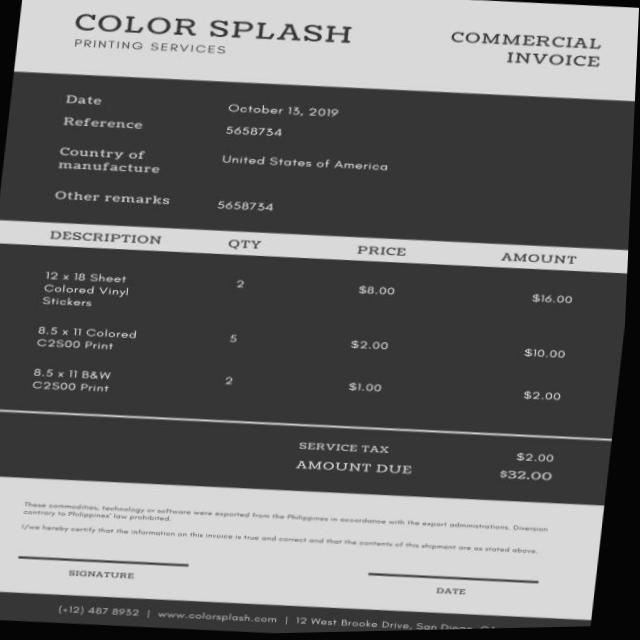 COLOR SPLASH
PRINTING SERVICES
COMMERCIAL
INVOICE
Date October 13, 2019
Reference 5658734
Country of
manufacture United States of America
Other remarks 5658734
DESCRIPTION QTY PRICE AMOUNT
12 x 18 Sheet 2 $8.00 $16.00
Colored Vinyl
Stickers
8.5 x 11 Colored 5 $2.00 $10.00
C2S00 Print
8.5 x 11 B&W 2 $1.00 $2.00
C2S00 Print
SERVICE TAX $2.00
AMOUNT DUE $32.00
These commodities, technology or software were exported from the Philippines in accordance with the export administrations. Diversion
contrary to Philippines' law prohibited.
I/we hereby certify that the information on this invoice is true and correct and that the contents of this shipment are as stated above.
SIGNATURE DATE
(+12) 487 8932 | www.colorsplash.com | 12 West Brooke Drive, San Diego,